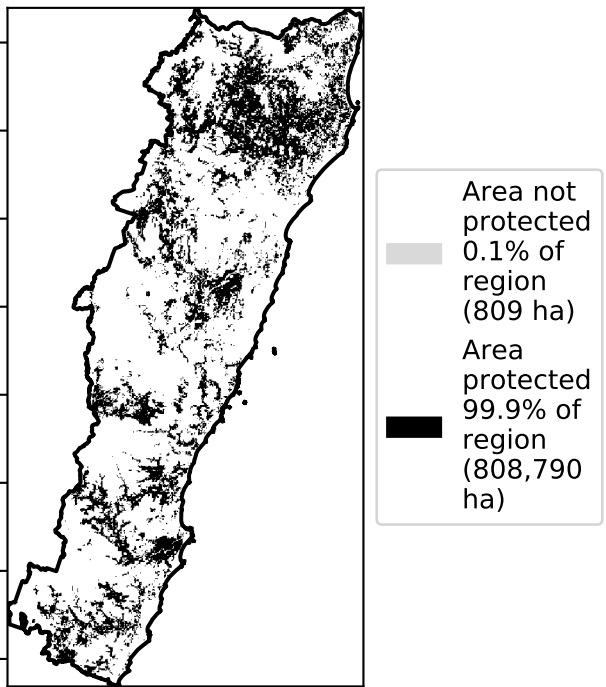 Area not
protected
0.1% of
region
(809 ha)
Area
protected
99.9% of
region
(808,790
ha)